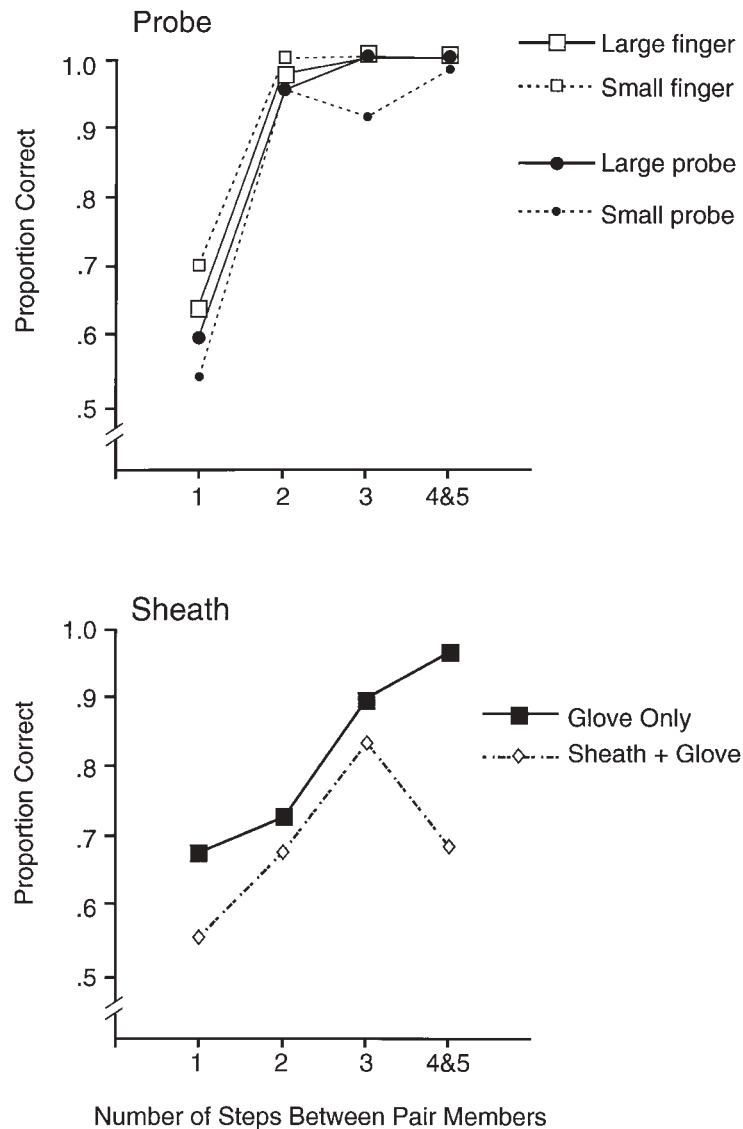 Probe
Large finger
Small finger
Large probe
Small probe
Proportion Correct
1.0
.9
.8
.7
.6
.5
1 2 3 4&5
Sheath
Glove Only
Sheath + Glove
Proportion Correct
1.0
.9
.8
.7
.6
.5
1 2 3 4&5
Number of Steps Between Pair Members